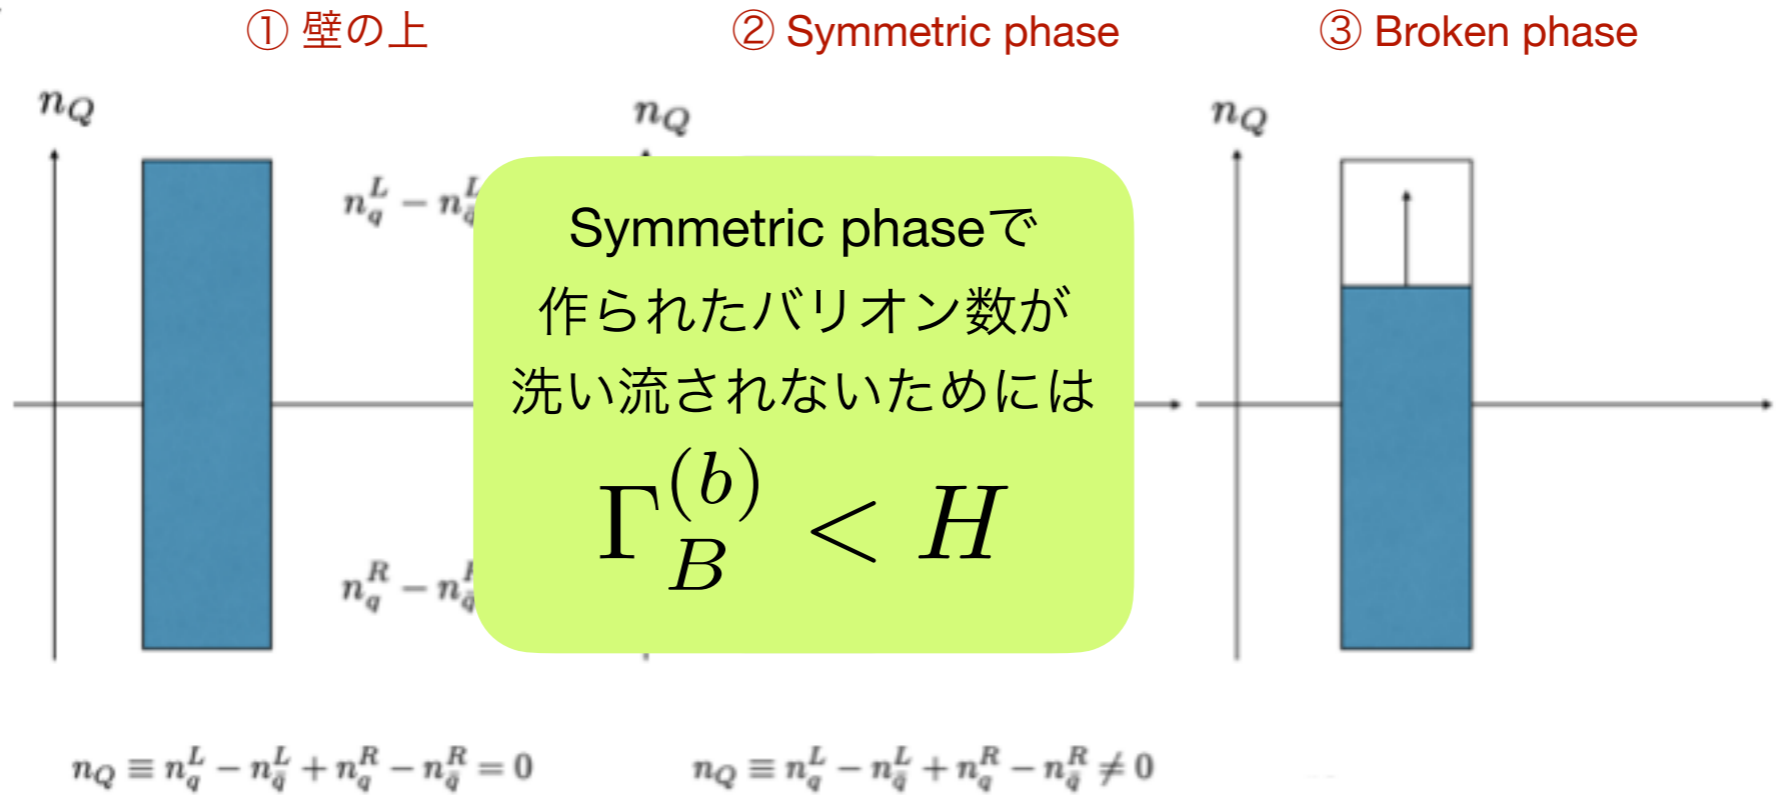 ① 壁の上
② Symmetric phase
③ Broken phase
n_Q
n_Q
n_Q
n_q^L − n_q̄^L
Symmetric phaseで
作られたバリオン数が
洗い流されないためには
Γ_B^{(b)} < H
n_q^R − n_q̄^R
n_Q ≡ n_q^L − n_q̄^L + n_q^R − n_q̄^R = 0
n_Q ≡ n_q^L − n_q̄^L + n_q^R − n_q̄^R ≠ 0